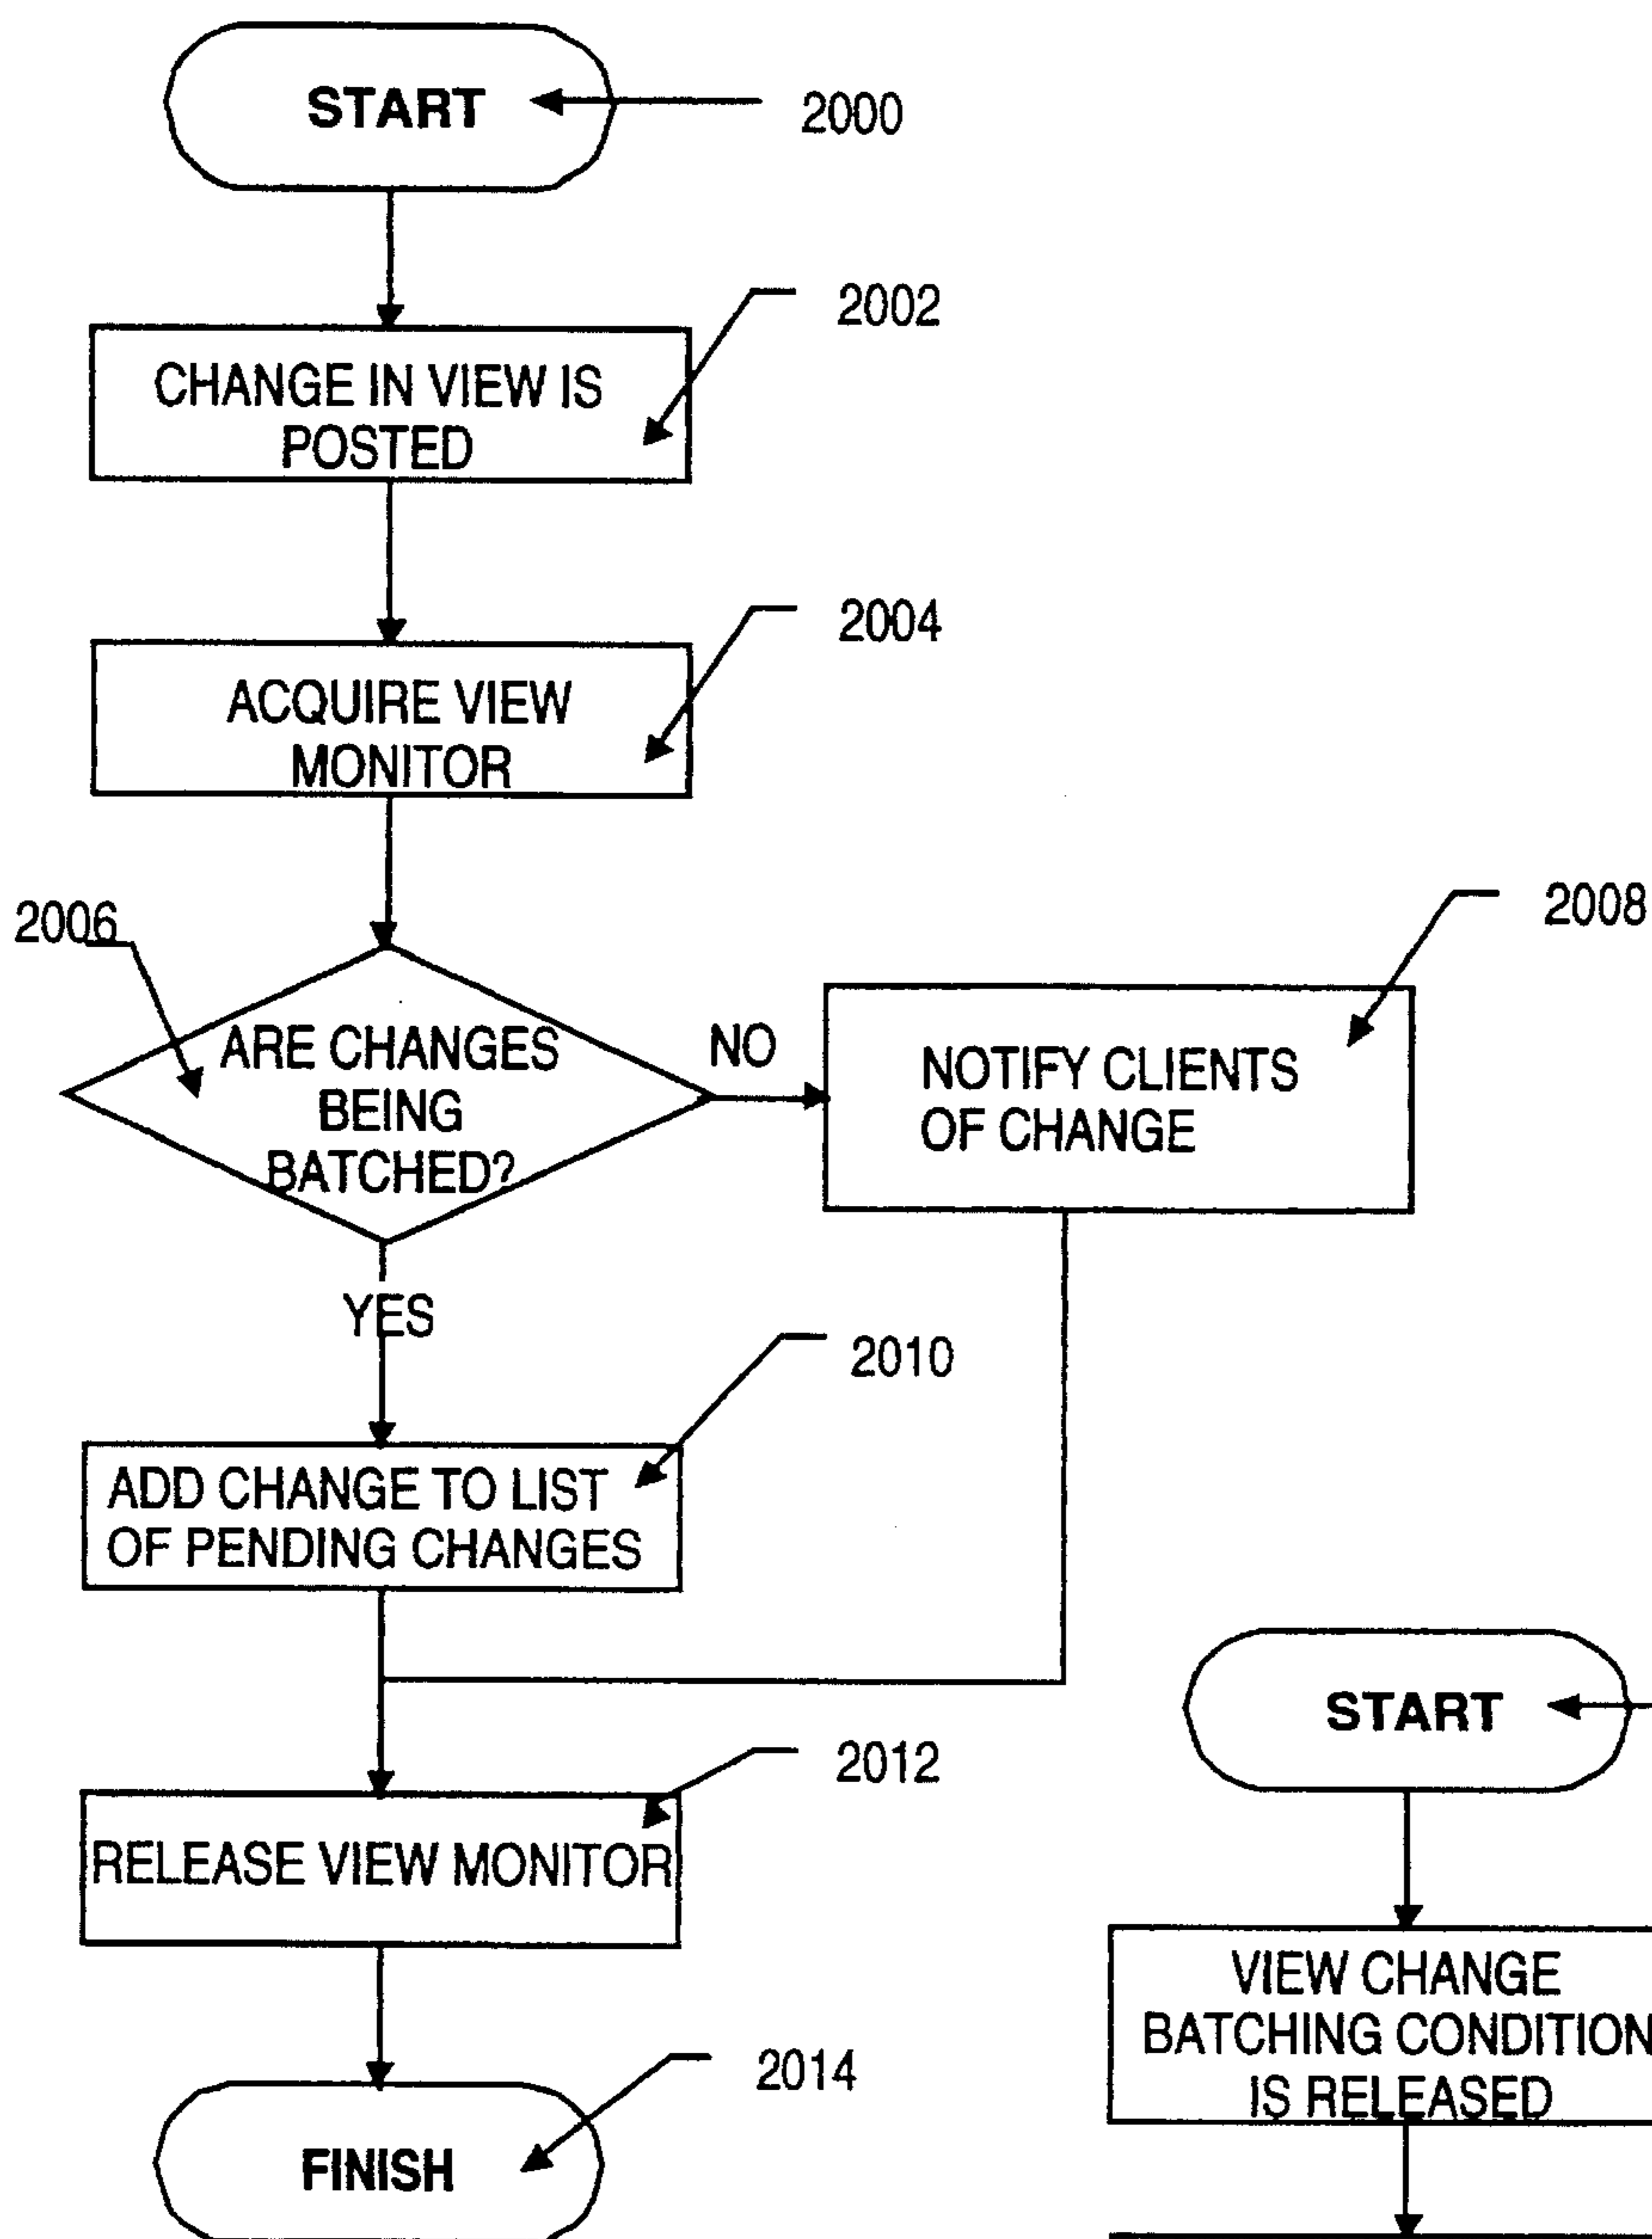 START
2000
2002
CHANGE IN VIEW IS
POSTED
2004
ACQUIRE VIEW
MONITOR
2006
2008
ARE CHANGES
BEING
BATCHED?
NO
NOTIFY CLIENTS
OF CHANGE
YES
2010
ADD CHANGE TO LIST
OF PENDING CHANGES
2012
RELEASE VIEW MONITOR
2014
FINISH
START
VIEW CHANGE
BATCHING CONDITION
IS RELEASED